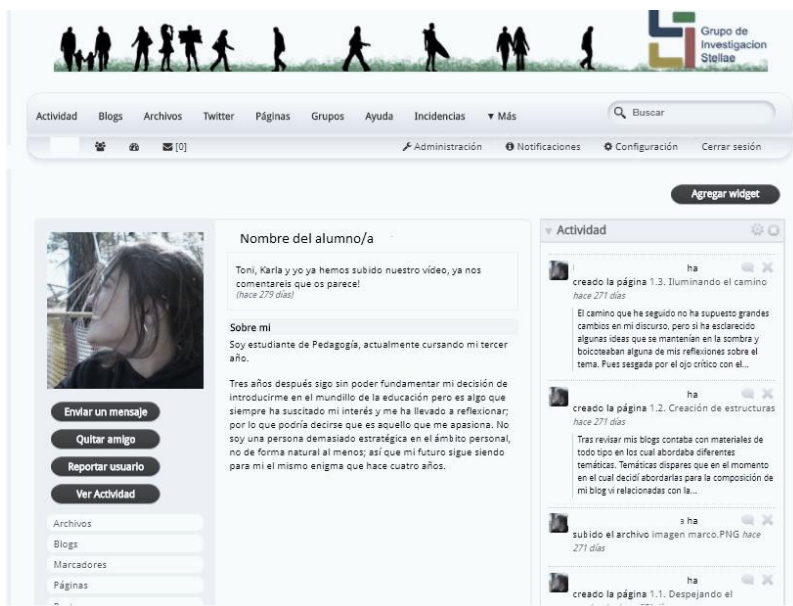 Grupo de
Investigacion
Stellae
Actividad Blogs Archivos Twitter Páginas Grupos Ayuda Incidencias ▼ Más
Buscar
[0]
Administración Notificaciones Configuración Cerrar sesión
Agregar widget
Nombre del alumno/a
Toni, Karla y yo ya hemos subido nuestro vídeo, ya nos
comentareis que os parece!
(hace 279 días)
Sobre mi
Soy estudiante de Pedagogía, actualmente cursando mi tercer
año.
Tres años después sigo sin poder fundamentar mi decisión de
introducirme en el mundillo de la educación pero es algo que
siempre ha suscitado mi interés y me ha llevado a reflexionar;
por lo que podría decirse que es aquello que me apasiona. No
soy una persona demasiado estratégica en el ámbito personal,
no de forma natural al menos; así que mi futuro sigue siendo
para mi el mismo enigma que hace cuatro años.
Enviar un mensaje
Quitar amigo
Reportar usuario
Ver Actividad
Archivos
Blogs
Marcadores
Páginas
Actividad
ha
creado la página 1.3. Iluminando el camino
hace 271 días
El camino que he seguido no ha supuesto grandes
cambios en mi discurso, pero si ha esclarecido
algunas ideas que se mantenían en la sombra y
boicoteaban alguna de mis reflexiones sobre el
tema. Pues sesgada por el ojo crítico con el...
ha
creado la página 1.2. Creación de estructuras
hace 271 días
Tras revisar mis blogs contaba con materiales de
todo tipo en los cual abordaba diferentes
temáticas. Temáticas dispares que en el momento
en el cual decidí abordarlas para la composición de
mi blog vi relacionadas con la...
a ha
subido el archivo imagen marco.PNG hace
271 días
ha
creado la página 1.1. Despejando el